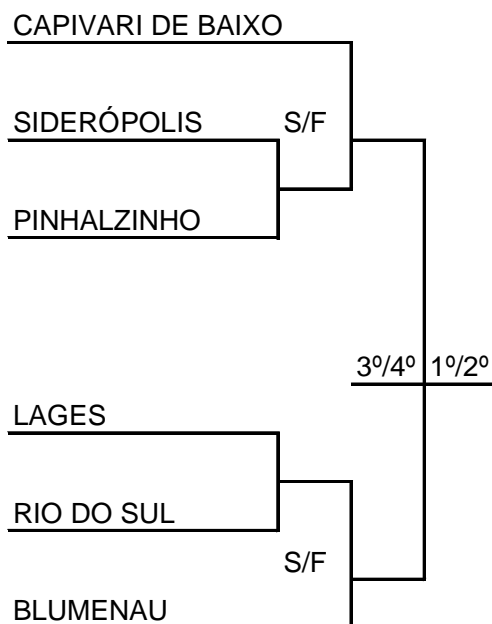 CAPIVARI DE BAIXO
SIDERÓPOLIS S/F
PINHALZINHO
3º/4º 1º/2º
LAGES
RIO DO SUL
S/F
BLUMENAU